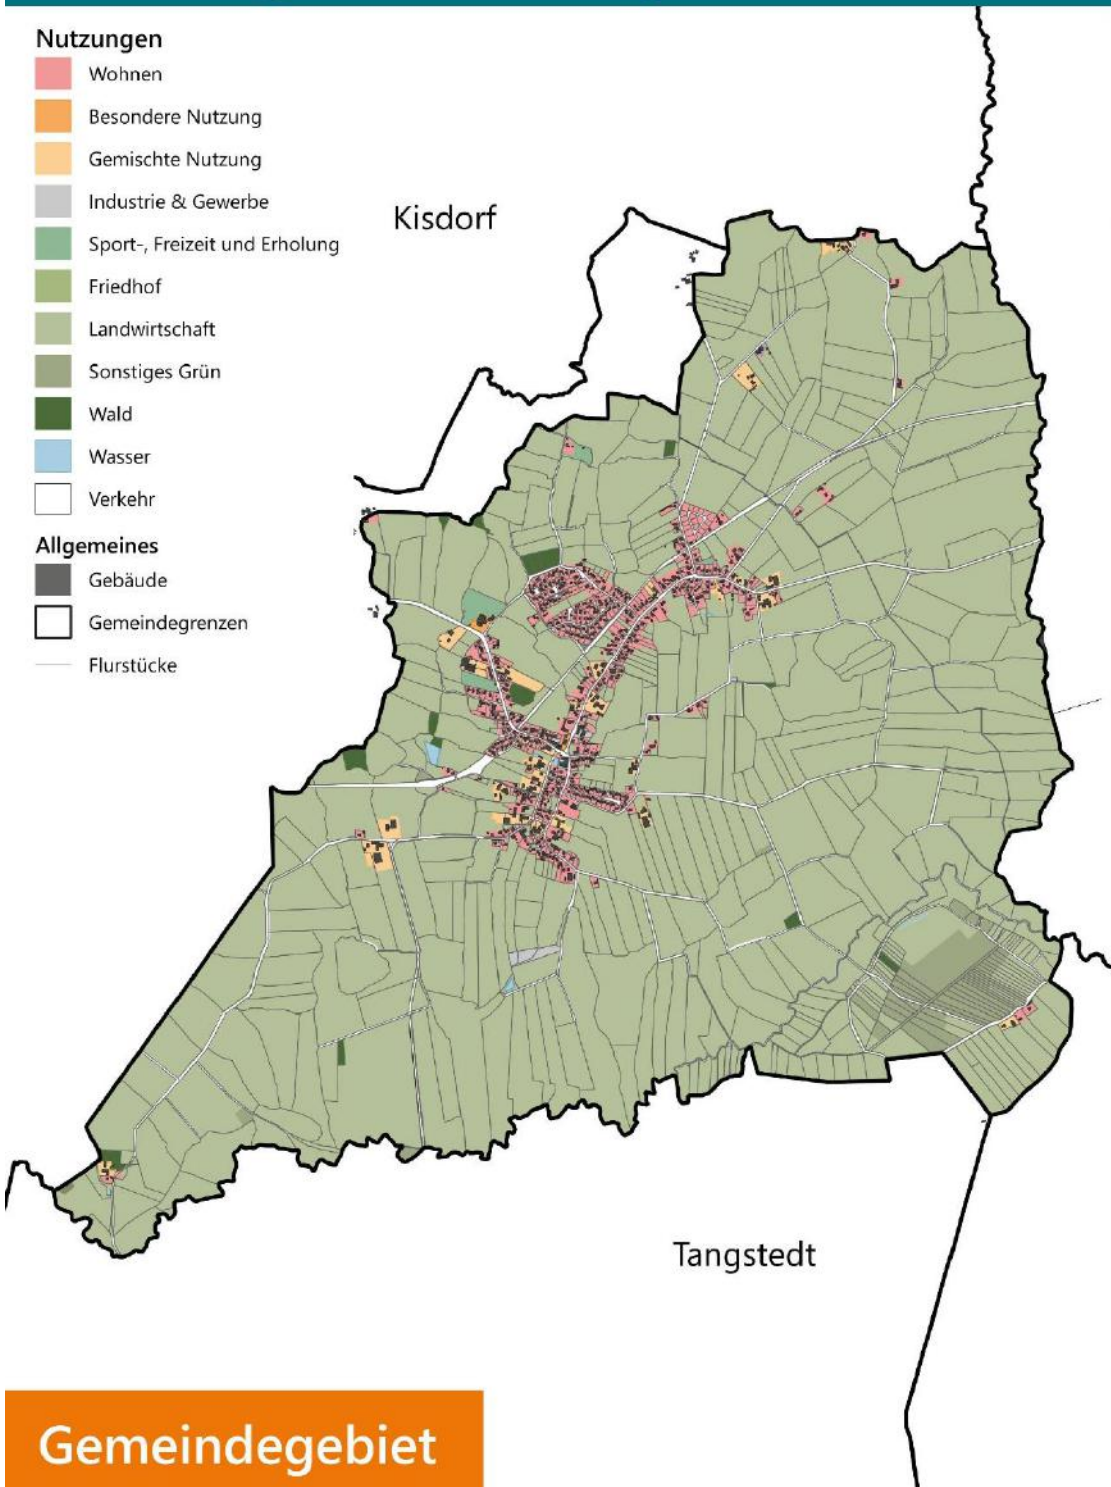 Nutzungen
Wohnen
Besondere Nutzung
Gemischte Nutzung
Industrie & Gewerbe
Sport-, Freizeit und Erholung
Friedhof
Landwirtschaft
Sonstiges Grün
Wald
Wasser
Verkehr
Allgemeines
Gebäude
Gemeindegrenzen
Flurstücke
Kisdorf
Tangstedt
Gemeindegebiet